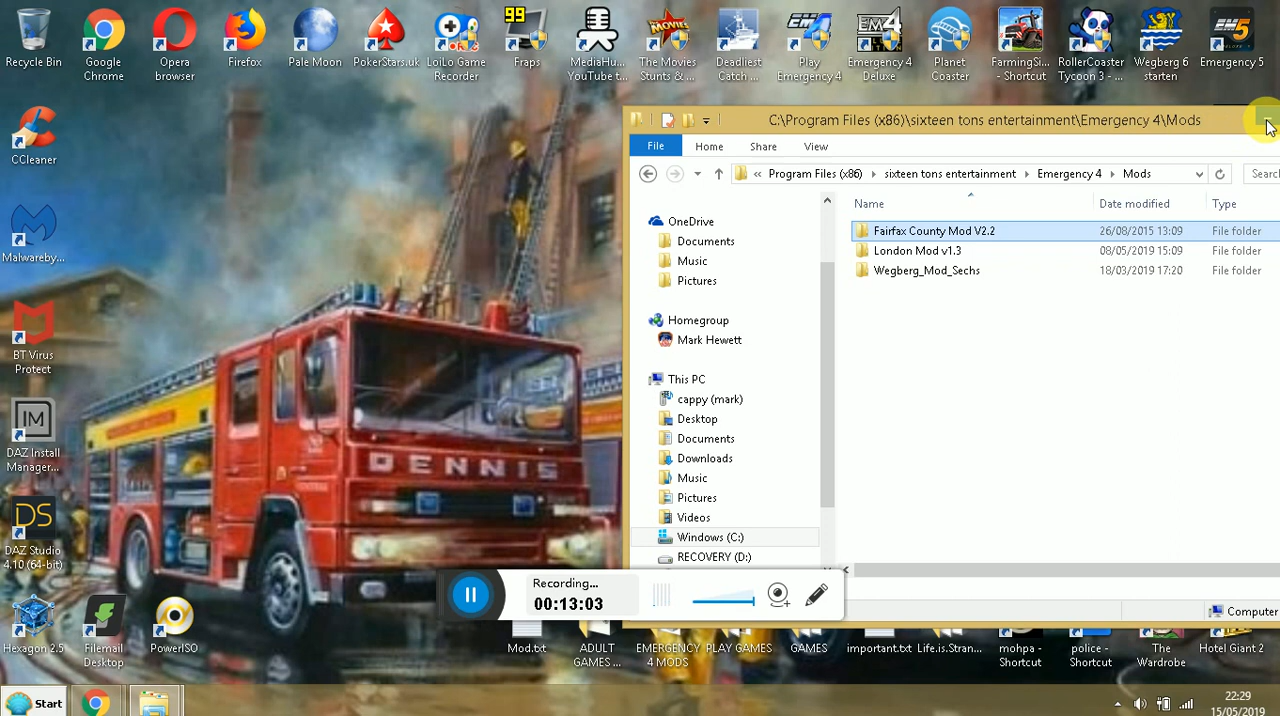 99
Recycle Bin
Google
Chrome
Opera
browser
Firefox
Pale Moon
PokerStars.uk
LoiLo Game
Recorder
Fraps
MediaHu...
YouTube t...
The Movies
Stunts & ...
Deadliest
Catch ...
Play
Emergency 4
Emergency 4
Deluxe
Planet
Coaster
FarmingSi...
- Shortcut
RollerCoaster
Tycoon 3 - ...
Wegberg 6
starten
Emergency 5
CCleaner
Malwareby...
BT Virus
Protect
IM
DAZ Install
Manager...
DS
DAZ Studio
4.10 (64-bit)
Hexagon 2.5
Filemail
Desktop
PowerISO
DENNIS
C:\Program Files (x86)\sixteen tons entertainment\Emergency 4\Mods
File
Home
Share
View
« Program Files (x86) › sixteen tons entertainment › Emergency 4 › Mods
Name
Date modified
Type
Fairfax County Mod V2.2
26/08/2015 13:09
File folder
London Mod v1.3
08/05/2019 15:09
File folder
Wegberg_Mod_Sechs
18/03/2019 17:20
File folder
OneDrive
Documents
Music
Pictures
Homegroup
Mark Hewett
This PC
cappy (mark)
Desktop
Documents
Downloads
Music
Pictures
Videos
Windows (C:)
RECOVERY (D:)
Computer
Recording...
00:13:03
Mod.txt
ADULT
GAMES ...
EMERGENCY
4 MODS
PLAY GAMES
GAMES
important.txt
Life.is.Stran...
mohpa -
Shortcut
police -
Shortcut
The
Wardrobe
Hotel Giant 2
Start
22:29
15/05/2019